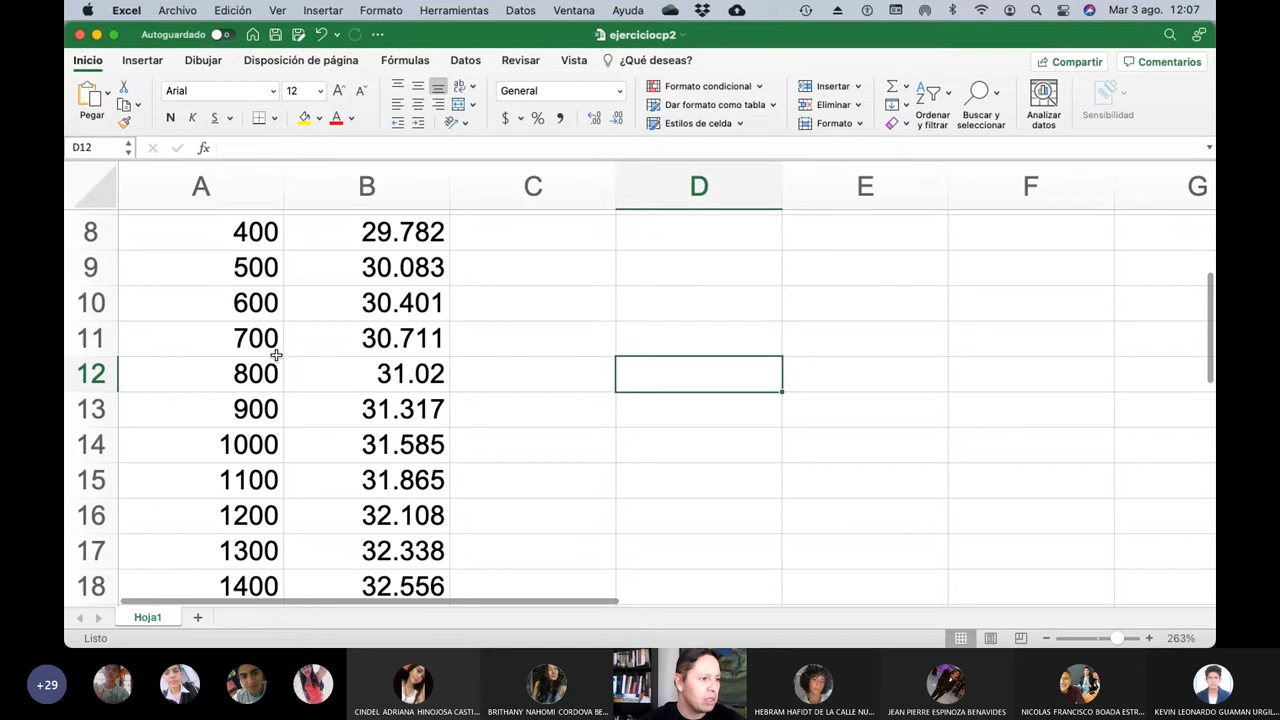 Excel Archivo Edición Ver Insertar Formato Herramientas Datos Ventana Ayuda Mar 3 ago. 12:07
Autoguardado ejerciciocp2
Inicio Insertar Dibujar Disposición de página Fórmulas Datos Revisar Vista ¿Qué deseas? Compartir Comentarios
Pegar Arial 12 General Formato condicional Dar formato como tabla Estilos de celda Insertar Eliminar Formato Ordenar y filtrar Buscar y seleccionar Analizar datos Sensibilidad
N K S A $ % ,
D12 fx
A B C D E F G
8 400 29.782
9 500 30.083
10 600 30.401
11 700 30.711
12 800 31.02
13 900 31.317
14 1000 31.585
15 1100 31.865
16 1200 32.108
17 1300 32.338
18 1400 32.556
Hoja1 +
Listo 263%
+29 CINDEL ADRIANA HINOJOSA CASTI... BRITHANY NAHOMI CORDOVA BE... HEBRAM HAFIDT DE LA CALLE NU... JEAN PIERRE ESPINOZA BENAVIDES NICOLAS FRANCISCO BOADA ESTR... KEVIN LEONARDO GUAMAN URGIL...